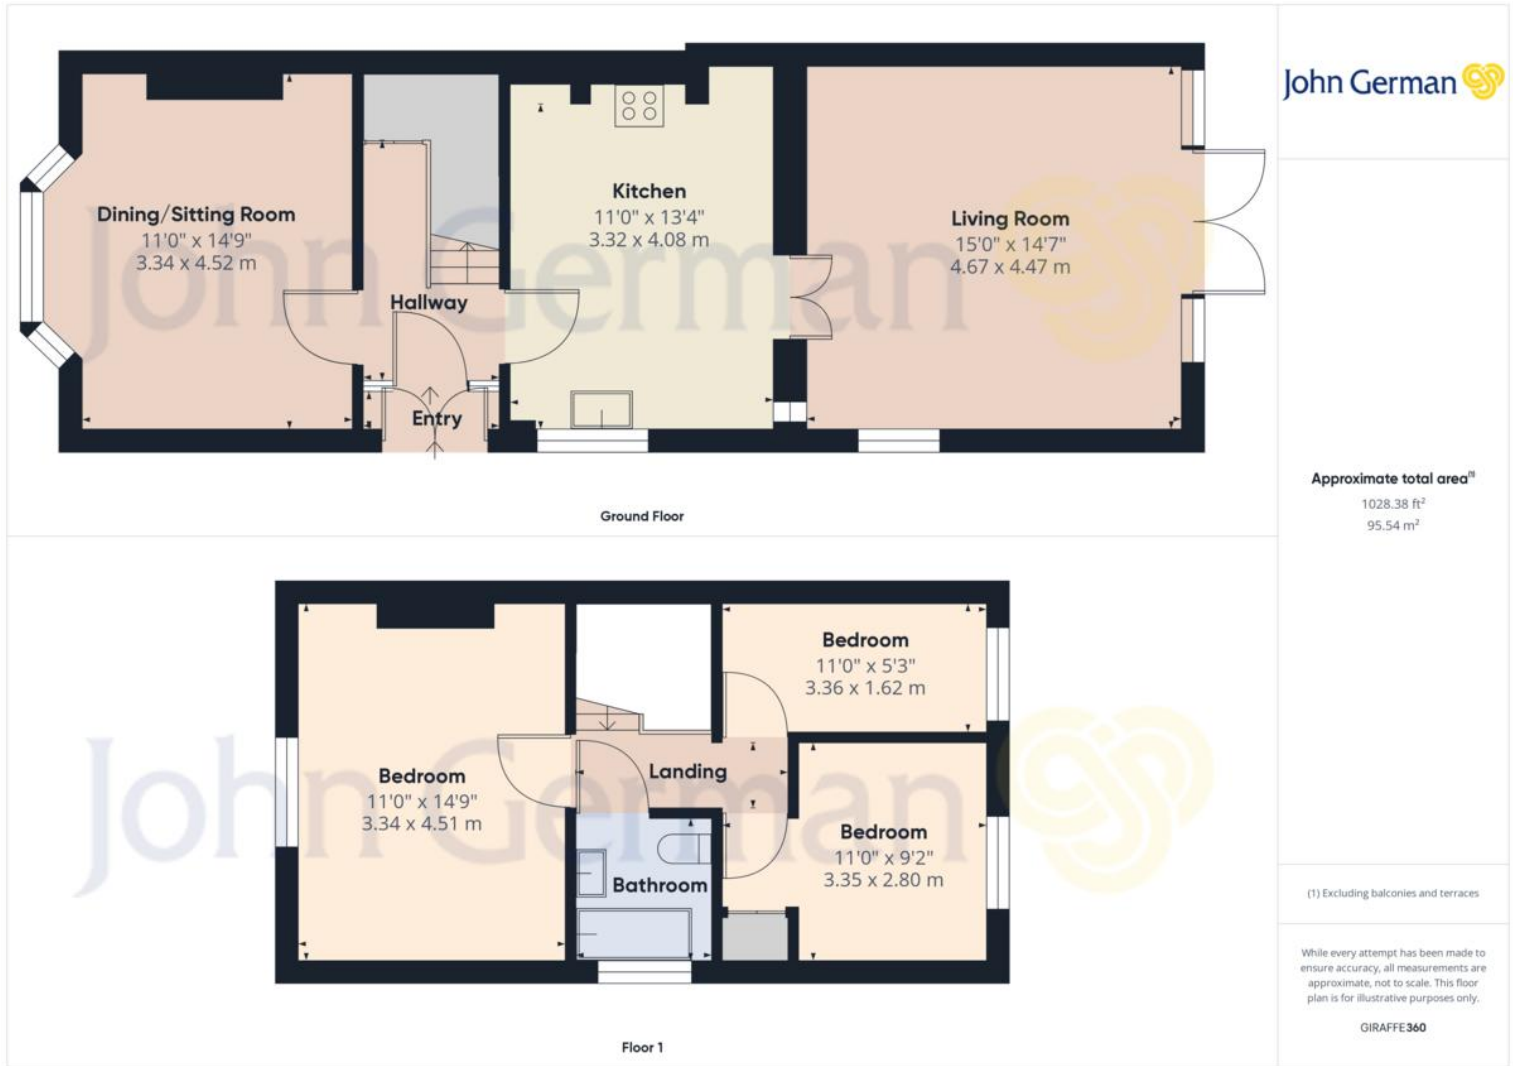 John German
Dining/Sitting Room
11'0" x 14'9"
3.34 x 4.52 m
Hallway
Entry
Kitchen
11'0" x 13'4"
3.32 x 4.08 m
Living Room
15'0" x 14'7"
4.67 x 4.47 m
John German
Ground Floor
Approximate total area(1)
1028.38 ft²
95.54 m²
Bedroom
11'0" x 14'9"
3.34 x 4.51 m
Landing
Bathroom
Bedroom
11'0" x 5'3"
3.36 x 1.62 m
Bedroom
11'0" x 9'2"
3.35 x 2.80 m
John German
Floor 1
(1) Excluding balconies and terraces
While every attempt has been made to
ensure accuracy, all measurements are
approximate, not to scale. This floor
plan is for illustrative purposes only.
GIRAFFE360